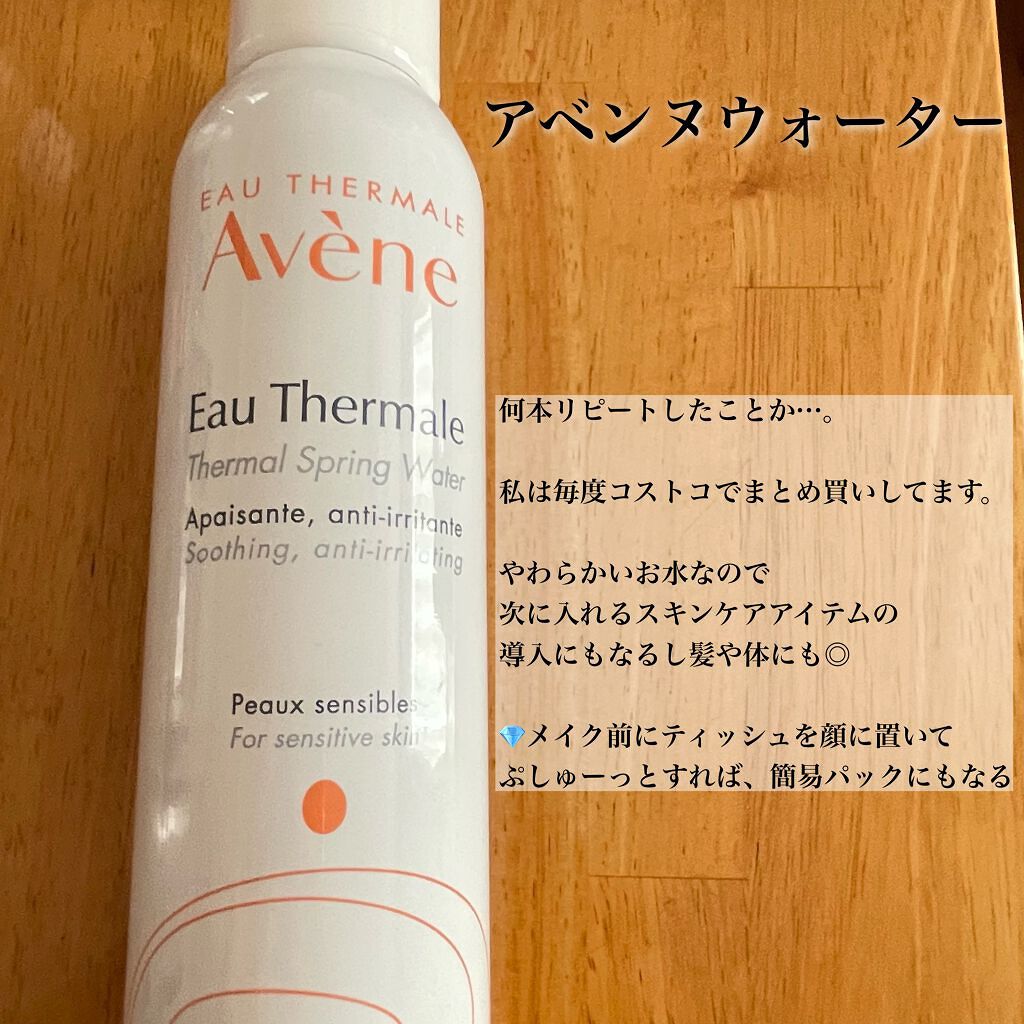 アベンヌウォーター
EAU THERMALE
Avène
Eau Thermale
Thermal Spring Water
Apaisante, anti-irritante
Soothing, anti-irritating
Peaux sensibles
For sensitive skin
何本リピートしたことか…。
私は毎度コストコでまとめ買いしてます。
やわらかいお水なので
次に入れるスキンケアアイテムの
導入にもなるし髪や体にも◎
💎メイク前にティッシュを顔に置いて
ぷしゅーっとすれば、簡易パックにもなる